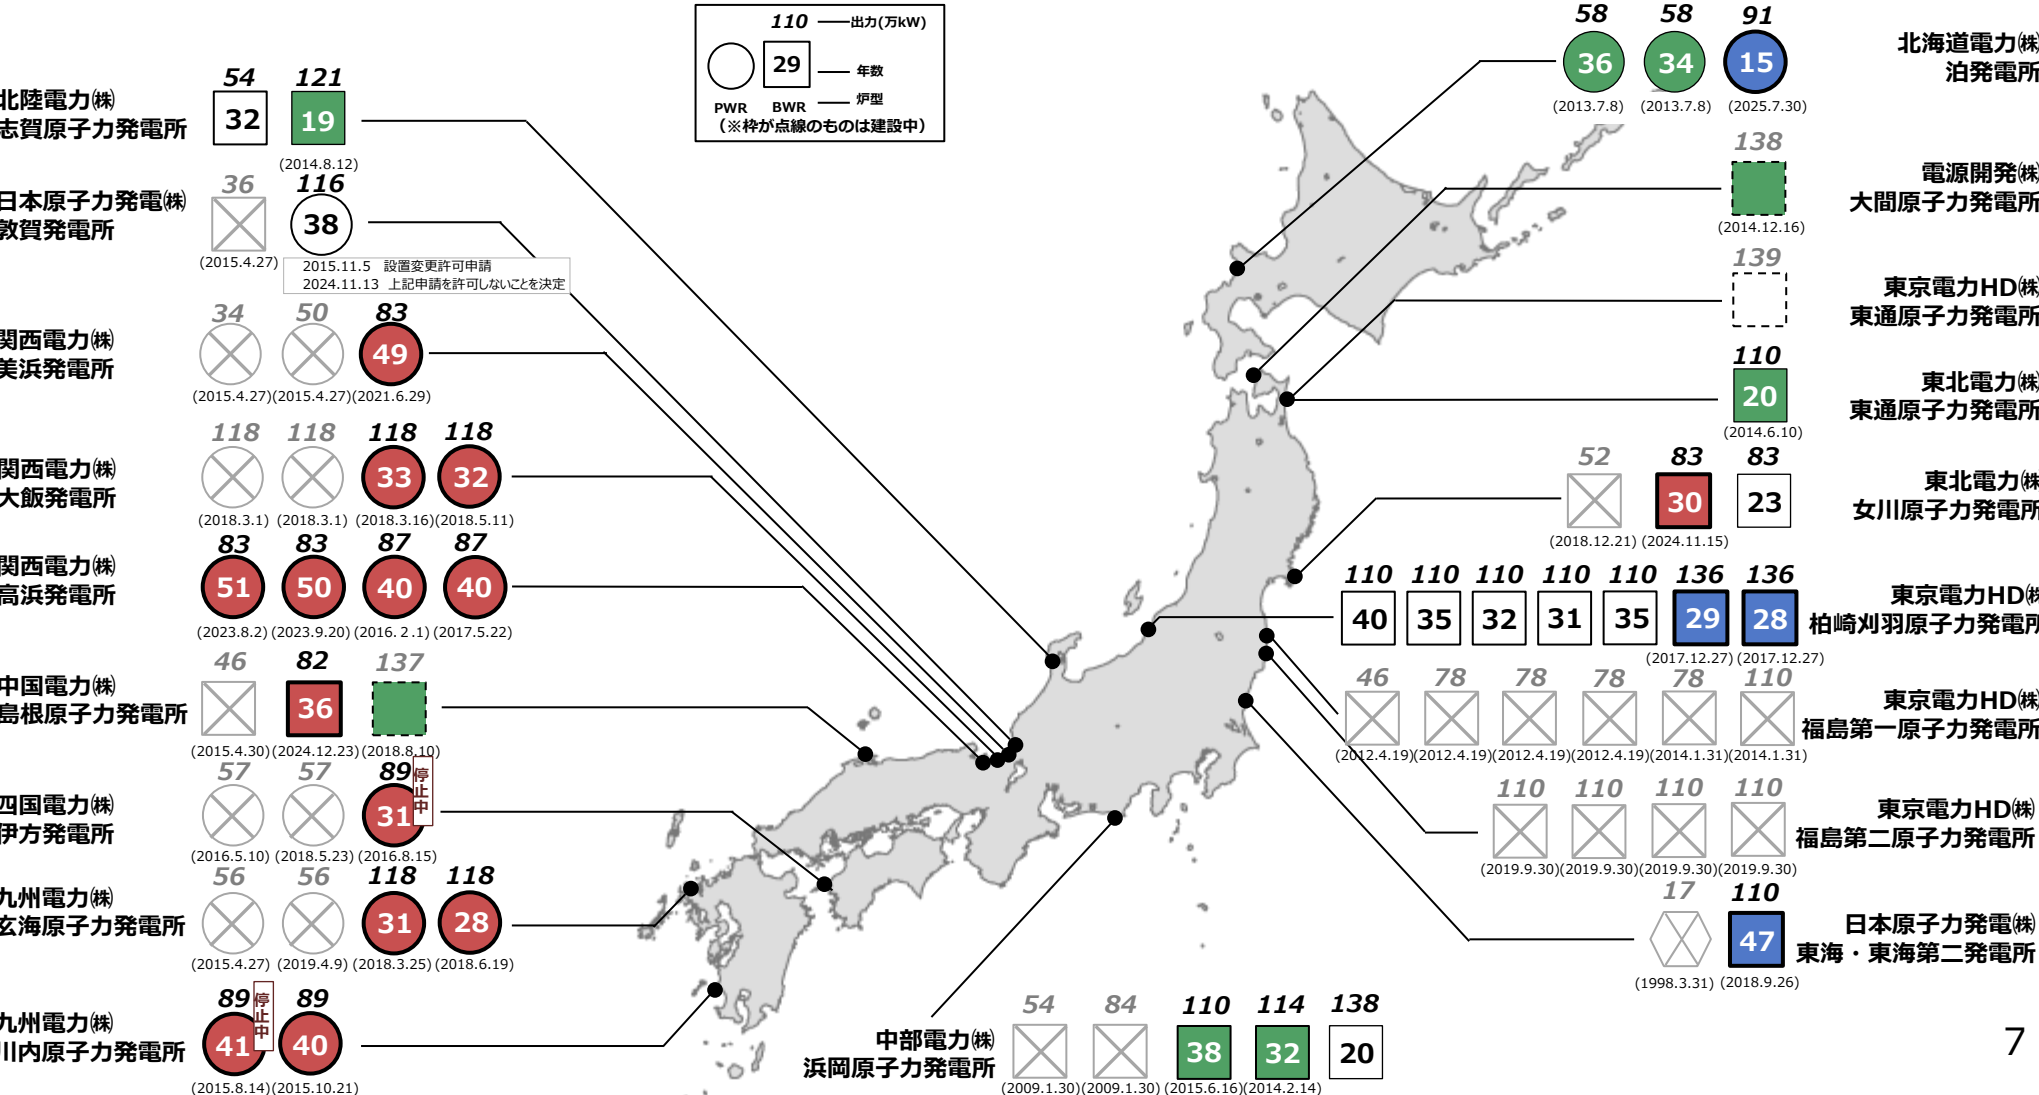 110 出力(万kW)
29 年数
PWR BWR 炉型
(※枠が点線のものは建設中)
54 121
北陸電力㈱
志賀原子力発電所
32 19
(2014.8.12)
36 116
日本原子力発電㈱
敦賀発電所
38
(2015.4.27)
2015.11.5 設置変更許可申請
2024.11.13 上記申請を許可しないことを決定
34 50 83
関西電力㈱
美浜発電所
49
(2015.4.27)(2015.4.27)(2021.6.29)
118 118 118 118
関西電力㈱
大飯発電所
33 32
(2018.3.1) (2018.3.1) (2018.3.16)(2018.5.11)
83 83 87 87
関西電力㈱
高浜発電所
51 50 40 40
(2023.8.2) (2023.9.20) (2016.2.1) (2017.5.22)
46 82 137
中国電力㈱
島根原子力発電所
36
(2015.4.30) (2024.12.23) (2018.8.10)
57 57 89
停止中
四国電力㈱
伊方発電所
31
(2016.5.10) (2018.5.23) (2016.8.15)
56 56 118 118
九州電力㈱
玄海原子力発電所
31 28
(2015.4.27) (2019.4.9) (2018.3.25) (2018.6.19)
89 89
停止中
九州電力㈱
川内原子力発電所
41 40
(2015.8.14)(2015.10.21)
58 58 91
北海道電力㈱
泊発電所
36 34 15
(2013.7.8) (2013.7.8) (2025.7.30)
138
電源開発㈱
大間原子力発電所
(2014.12.16)
139
東京電力HD㈱
東通原子力発電所
110
東北電力㈱
東通原子力発電所
20
(2014.6.10)
52 83 83
東北電力㈱
女川原子力発電所
30 23
(2018.12.21) (2024.11.15)
110 110 110 110 110 136 136
東京電力HD㈱
柏崎刈羽原子力発電所
40 35 32 31 35 29 28
(2017.12.27) (2017.12.27)
46 78 78 78 78 110
東京電力HD㈱
福島第一原子力発電所
(2012.4.19)(2012.4.19)(2012.4.19)(2012.4.19)(2014.1.31)(2014.1.31)
110 110 110 110
東京電力HD㈱
福島第二原子力発電所
(2019.9.30)(2019.9.30)(2019.9.30)(2019.9.30)
17 110
日本原子力発電㈱
東海・東海第二発電所
47
(1998.3.31) (2018.9.26)
54 84 110 114 138
中部電力㈱
浜岡原子力発電所
38 32 20
(2009.1.30)(2009.1.30)(2015.6.16)(2014.2.14)
7